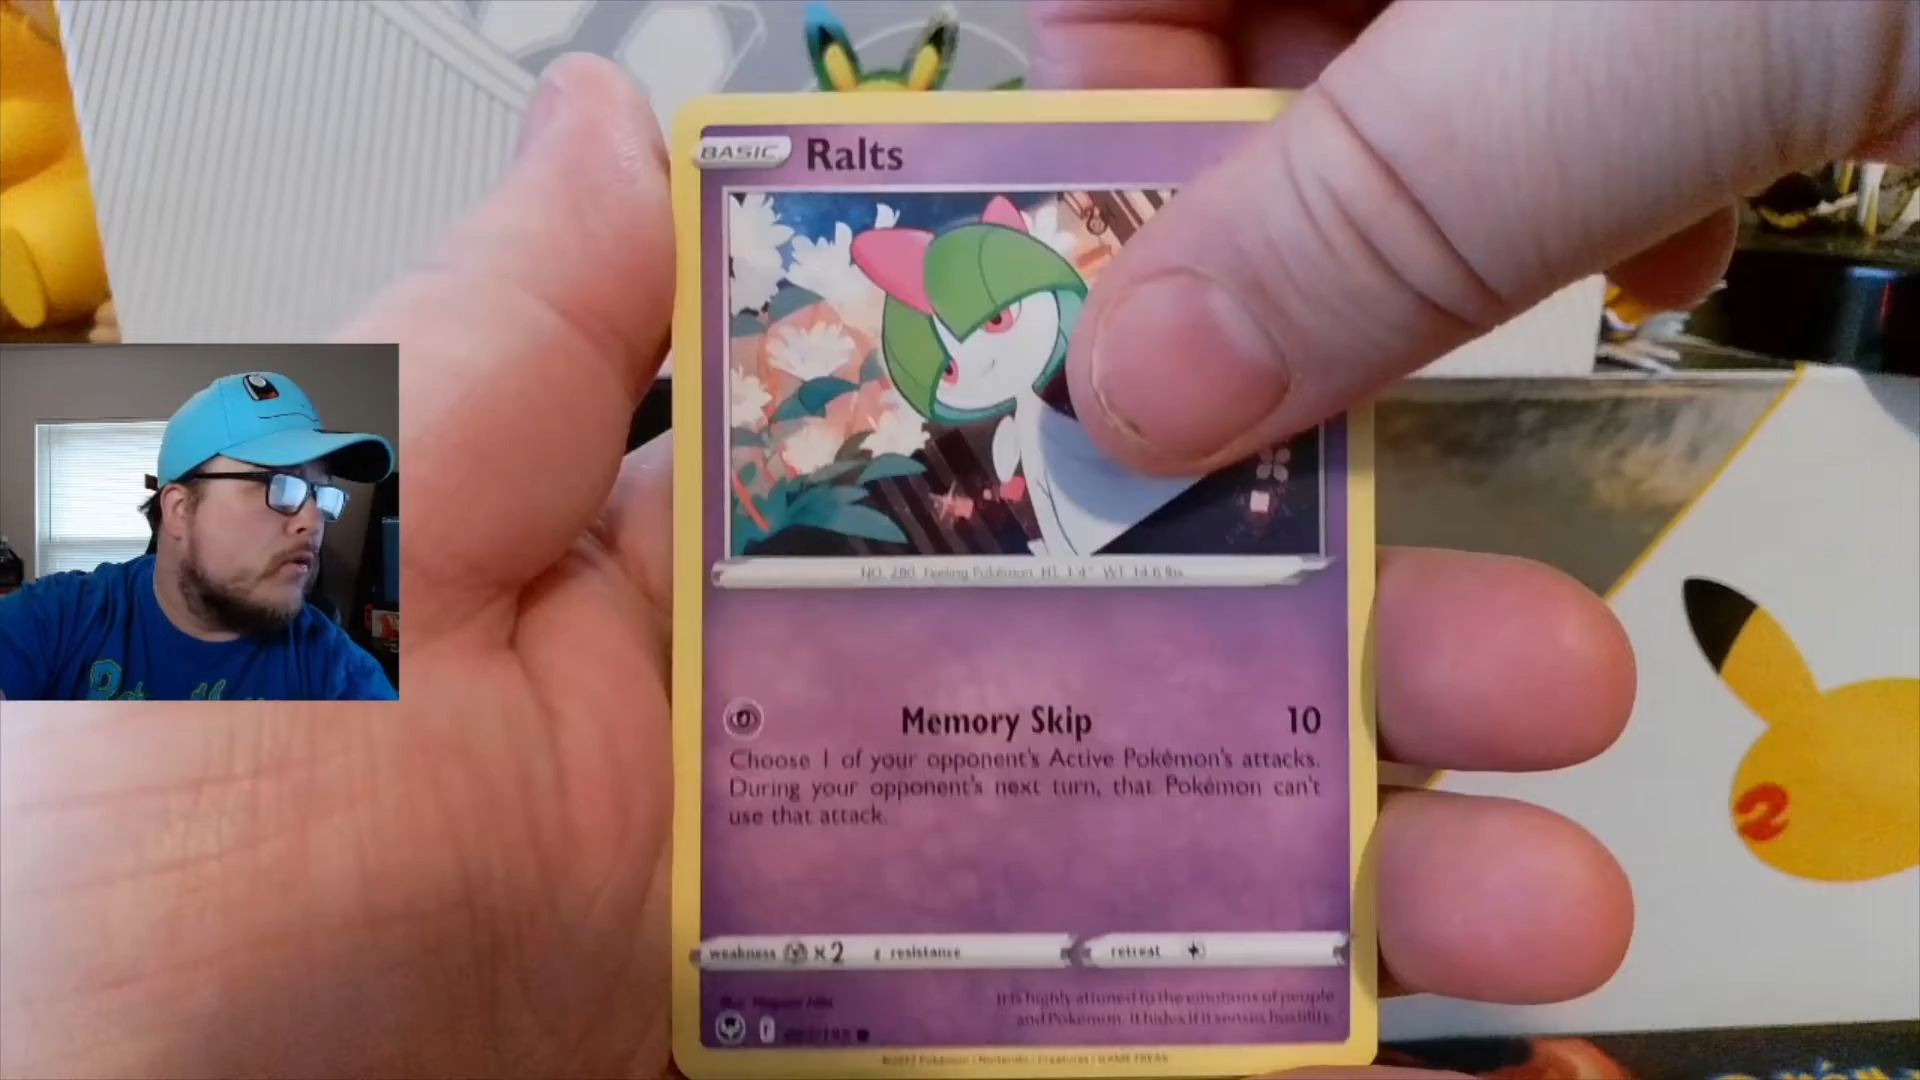 BASIC Ralts
NO. 280 Feeling Pokémon HT: 1'4" WT: 14.6 lbs.
Memory Skip 10
Choose 1 of your opponent's Active Pokémon's attacks.
During your opponent's next turn, that Pokémon can't
use that attack.
weakness ×2 resistance retreat
It is highly attuned to the emotions of people
and Pokémon. It hides if it senses hostility.